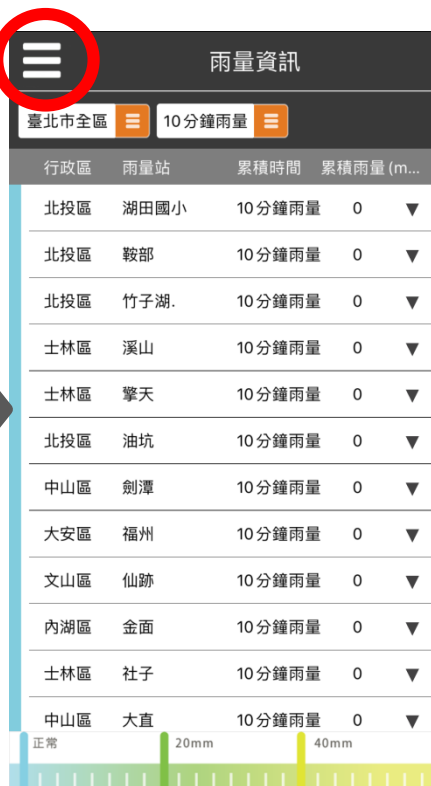 雨量資訊
臺北市全區 10分鐘雨量
行政區 雨量站 累積時間 累積雨量(m...
北投區 湖田國小 10分鐘雨量 0 ▼
北投區 鞍部 10分鐘雨量 0 ▼
北投區 竹子湖. 10分鐘雨量 0 ▼
士林區 溪山 10分鐘雨量 0 ▼
士林區 擎天 10分鐘雨量 0 ▼
北投區 油坑 10分鐘雨量 0 ▼
中山區 劍潭 10分鐘雨量 0 ▼
大安區 福州 10分鐘雨量 0 ▼
文山區 仙跡 10分鐘雨量 0 ▼
內湖區 金面 10分鐘雨量 0 ▼
士林區 社子 10分鐘雨量 0 ▼
中山區 大直 10分鐘雨量 0 ▼
正常 20mm 40mm